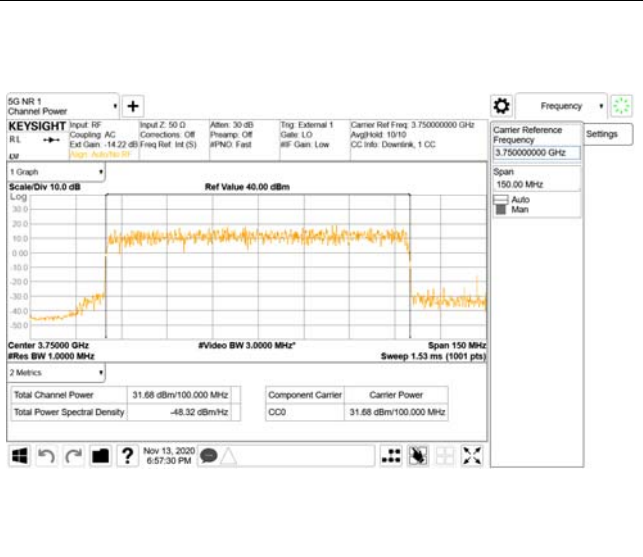 5G NR 1
Channel Power
+
Frequency
KEYSIGHT
RL
Input: RF
Coupling: AC
Ext Gain: -14.22 dB
Align: Auto/No RF
Input Z: 50 Ω
Corrections: Off
Freq Ref: Int (S)
Atten: 30 dB
Preamp: Off
#PNO: Fast
Trig: External 1
Gate: LO
#IF Gain: Low
Carrier Ref Freq: 3.750000000 GHz
Avg|Hold: 10/10
CC Info: Downlink, 1 CC
Carrier Reference
Frequency
3.750000000 GHz
Settings
Span
150.00 MHz
Auto
Man
1 Graph
Scale/Div 10.0 dB
Ref Value 40.00 dBm
Log
30.0
20.0
10.0
0.00
-10.0
-20.0
-30.0
-40.0
-50.0
Center 3.75000 GHz
#Video BW 3.0000 MHz*
Span 150 MHz
#Res BW 1.0000 MHz
Sweep 1.53 ms (1001 pts)
2 Metrics
Total Channel Power 31.68 dBm/100.000 MHz
Total Power Spectral Density -48.32 dBm/Hz
Component Carrier Carrier Power
CC0 31.68 dBm/100.000 MHz
?
Nov 13, 2020
6:57:30 PM